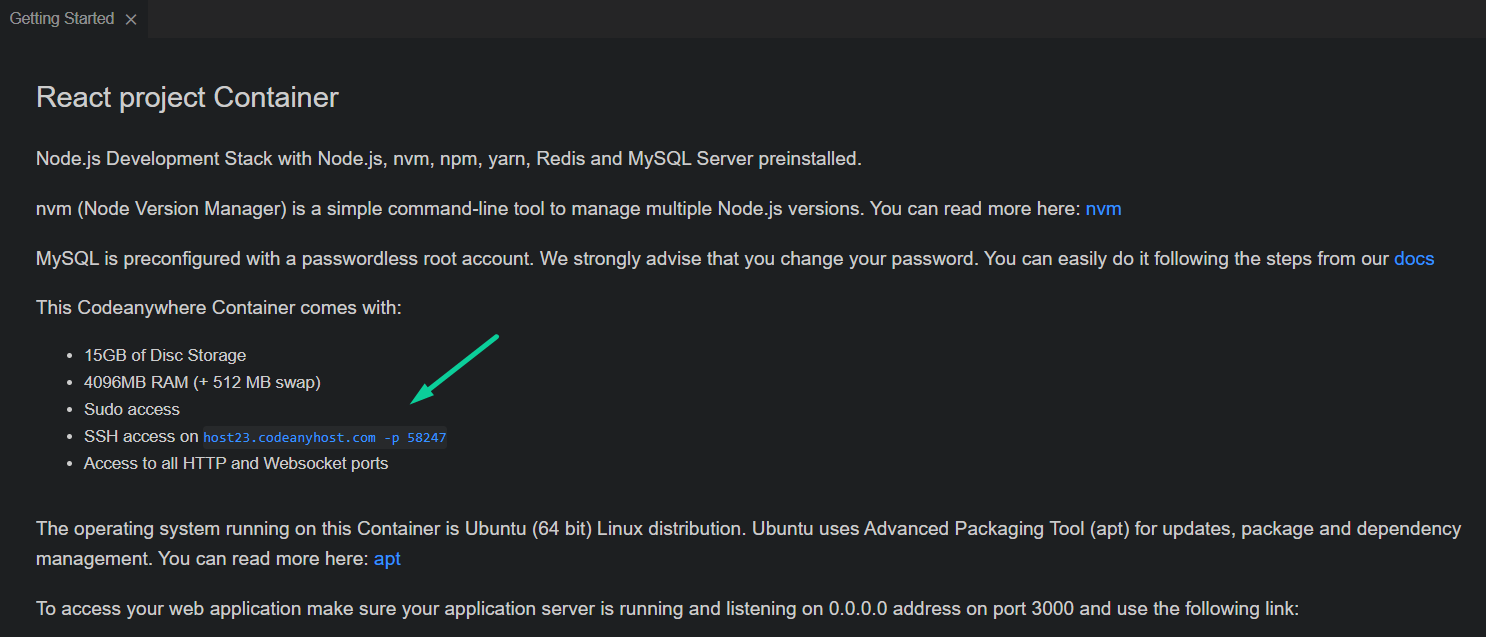 Getting Started ×
React project Container
Node.js Development Stack with Node.js, nvm, npm, yarn, Redis and MySQL Server preinstalled.
nvm (Node Version Manager) is a simple command-line tool to manage multiple Node.js versions. You can read more here: nvm
MySQL is preconfigured with a passwordless root account. We strongly advise that you change your password. You can easily do it following the steps from our docs
This Codeanywhere Container comes with:
• 15GB of Disc Storage
• 4096MB RAM (+ 512 MB swap)
• Sudo access
• SSH access on host23.codeanyhost.com -p 58247
• Access to all HTTP and Websocket ports
The operating system running on this Container is Ubuntu (64 bit) Linux distribution. Ubuntu uses Advanced Packaging Tool (apt) for updates, package and dependency
management. You can read more here: apt
To access your web application make sure your application server is running and listening on 0.0.0.0 address on port 3000 and use the following link: